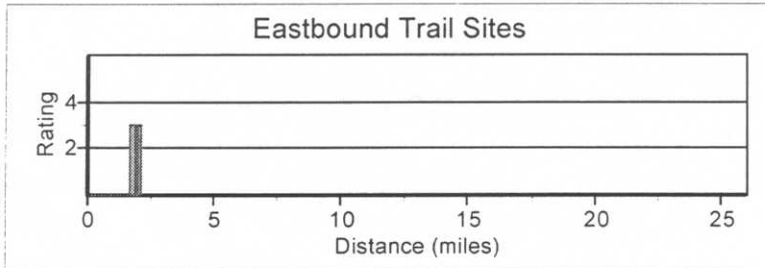 Eastbound Trail Sites
Rating
4
2
0 5 10 15 20 25
Distance (miles)